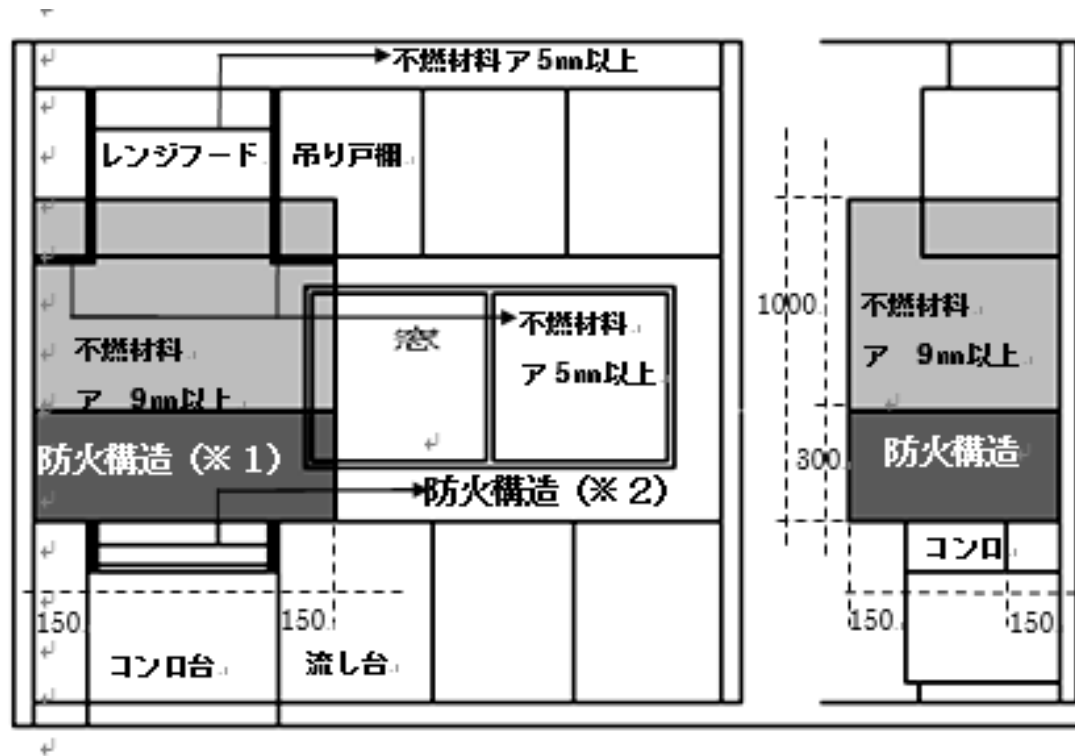 不燃材料ア5㎜以上
レンジフード
吊り戸棚
1000
不燃材料
ア 9㎜以上
窓
不燃材料
ア5㎜以上
不燃材料
ア 9㎜以上
防火構造(※1)
防火構造(※2)
300
防火構造
コンロ
150
150
150
150
コンロ台
流し台